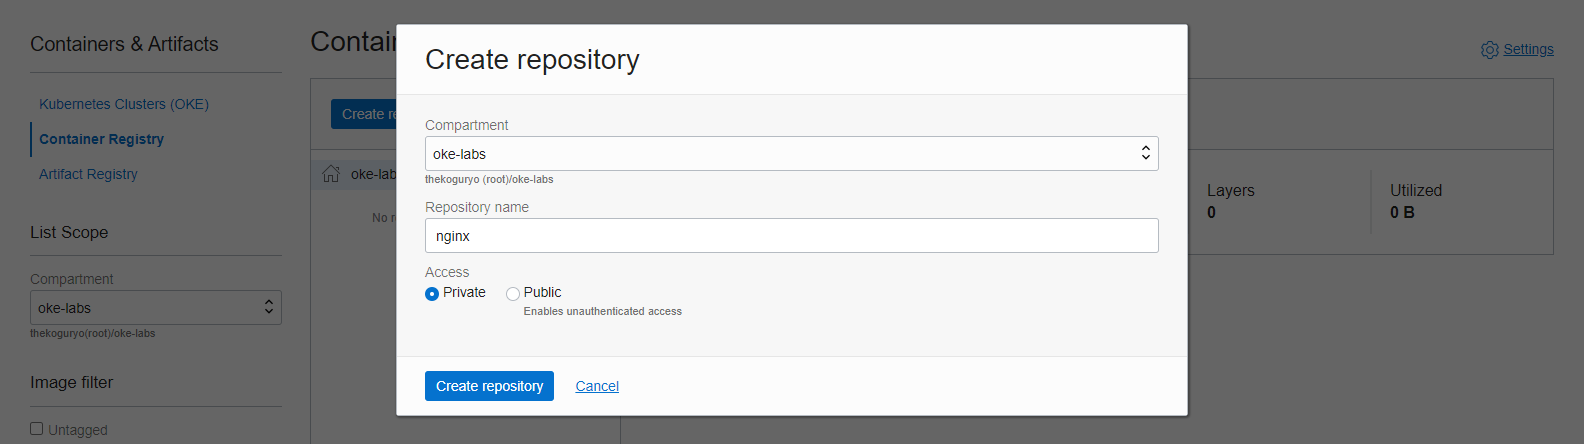 Containers & Artifacts
Kubernetes Clusters (OKE)
Container Registry
Artifact Registry
List Scope
Compartment
oke-labs
thekoguryo(root)/oke-labs
Image filter
Untagged
Contai
Settings
Create re
oke-lab
No r
Layers
0
Utilized
0 B
Create repository
Compartment
oke-labs
thekoguryo (root)/oke-labs
Repository name
nginx
Access
Private
Public
Enables unauthenticated access
Create repository
Cancel